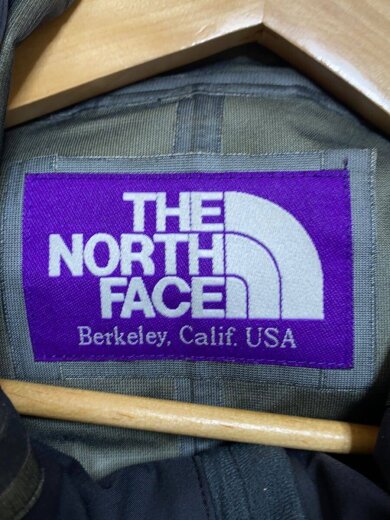 THE
NORTH
FACE
Berkeley, Calif. USA